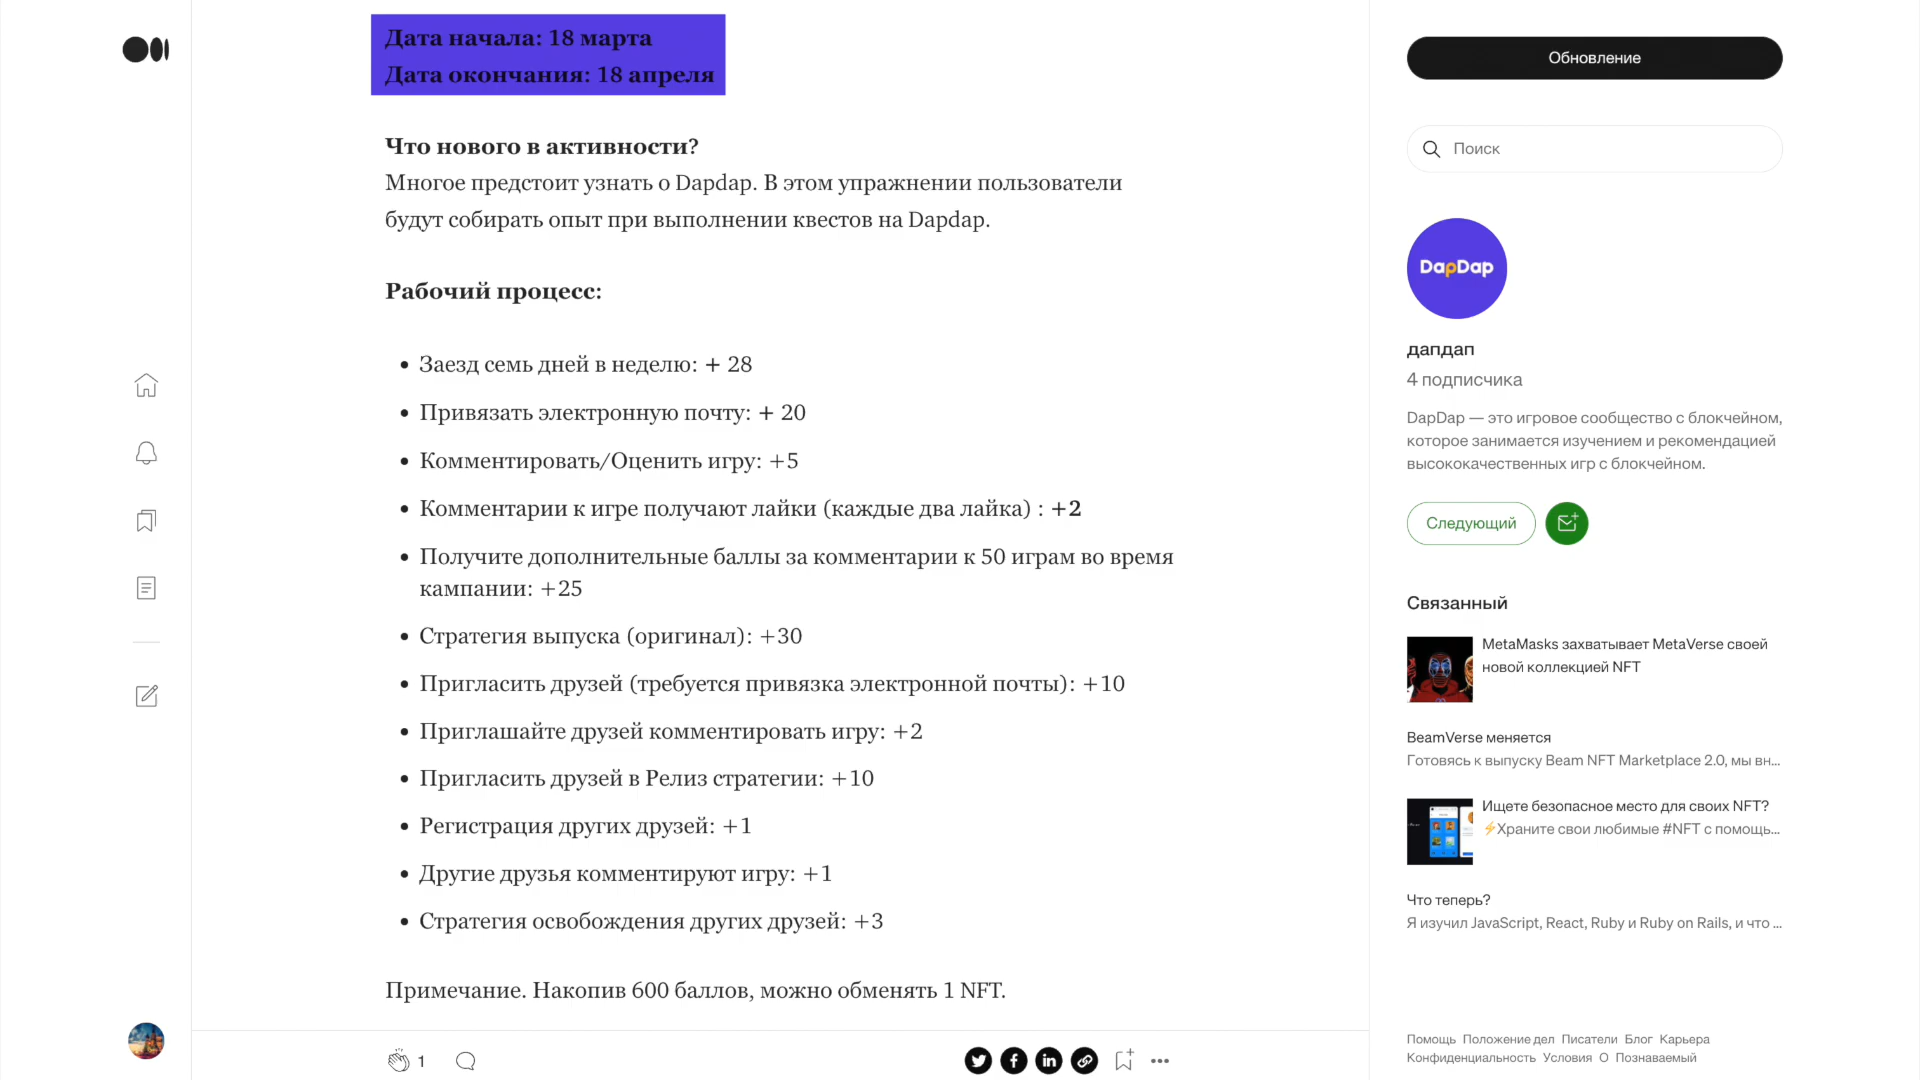 Дата начала: 18 марта
Дата окончания: 18 апреля
Что нового в активности?
Многое предстоит узнать о Dapdap. В этом упражнении пользователи
будут собирать опыт при выполнении квестов на Dapdap.
Рабочий процесс:
• Заезд семь дней в неделю: + 28
• Привязать электронную почту: + 20
• Комментировать/Оценить игру: +5
• Комментарии к игре получают лайки (каждые два лайка) : +2
• Получите дополнительные баллы за комментарии к 50 играм во время
кампании: +25
• Стратегия выпуска (оригинал): +30
• Пригласить друзей (требуется привязка электронной почты): +10
• Приглашайте друзей комментировать игру: +2
• Пригласить друзей в Релиз стратегии: +10
• Регистрация других друзей: +1
• Другие друзья комментируют игру: +1
• Стратегия освобождения других друзей: +3
Примечание. Накопив 600 баллов, можно обменять 1 NFT.
1
Обновление
Поиск
DapDap
дапдап
4 подписчика
DapDap — это игровое сообщество с блокчейном,
которое занимается изучением и рекомендацией
высококачественных игр с блокчейном.
Следующий
Связанный
MetaMasks захватывает MetaVerse своей
новой коллекцией NFT
BeamVerse меняется
Готовясь к выпуску Beam NFT Marketplace 2.0, мы вн...
Ищете безопасное место для своих NFT?
⚡Храните свои любимые #NFT с помощь...
Что теперь?
Я изучил JavaScript, React, Ruby и Ruby on Rails, и что ...
Помощь Положение дел Писатели Блог Карьера
Конфиденциальность Условия О Познаваемый